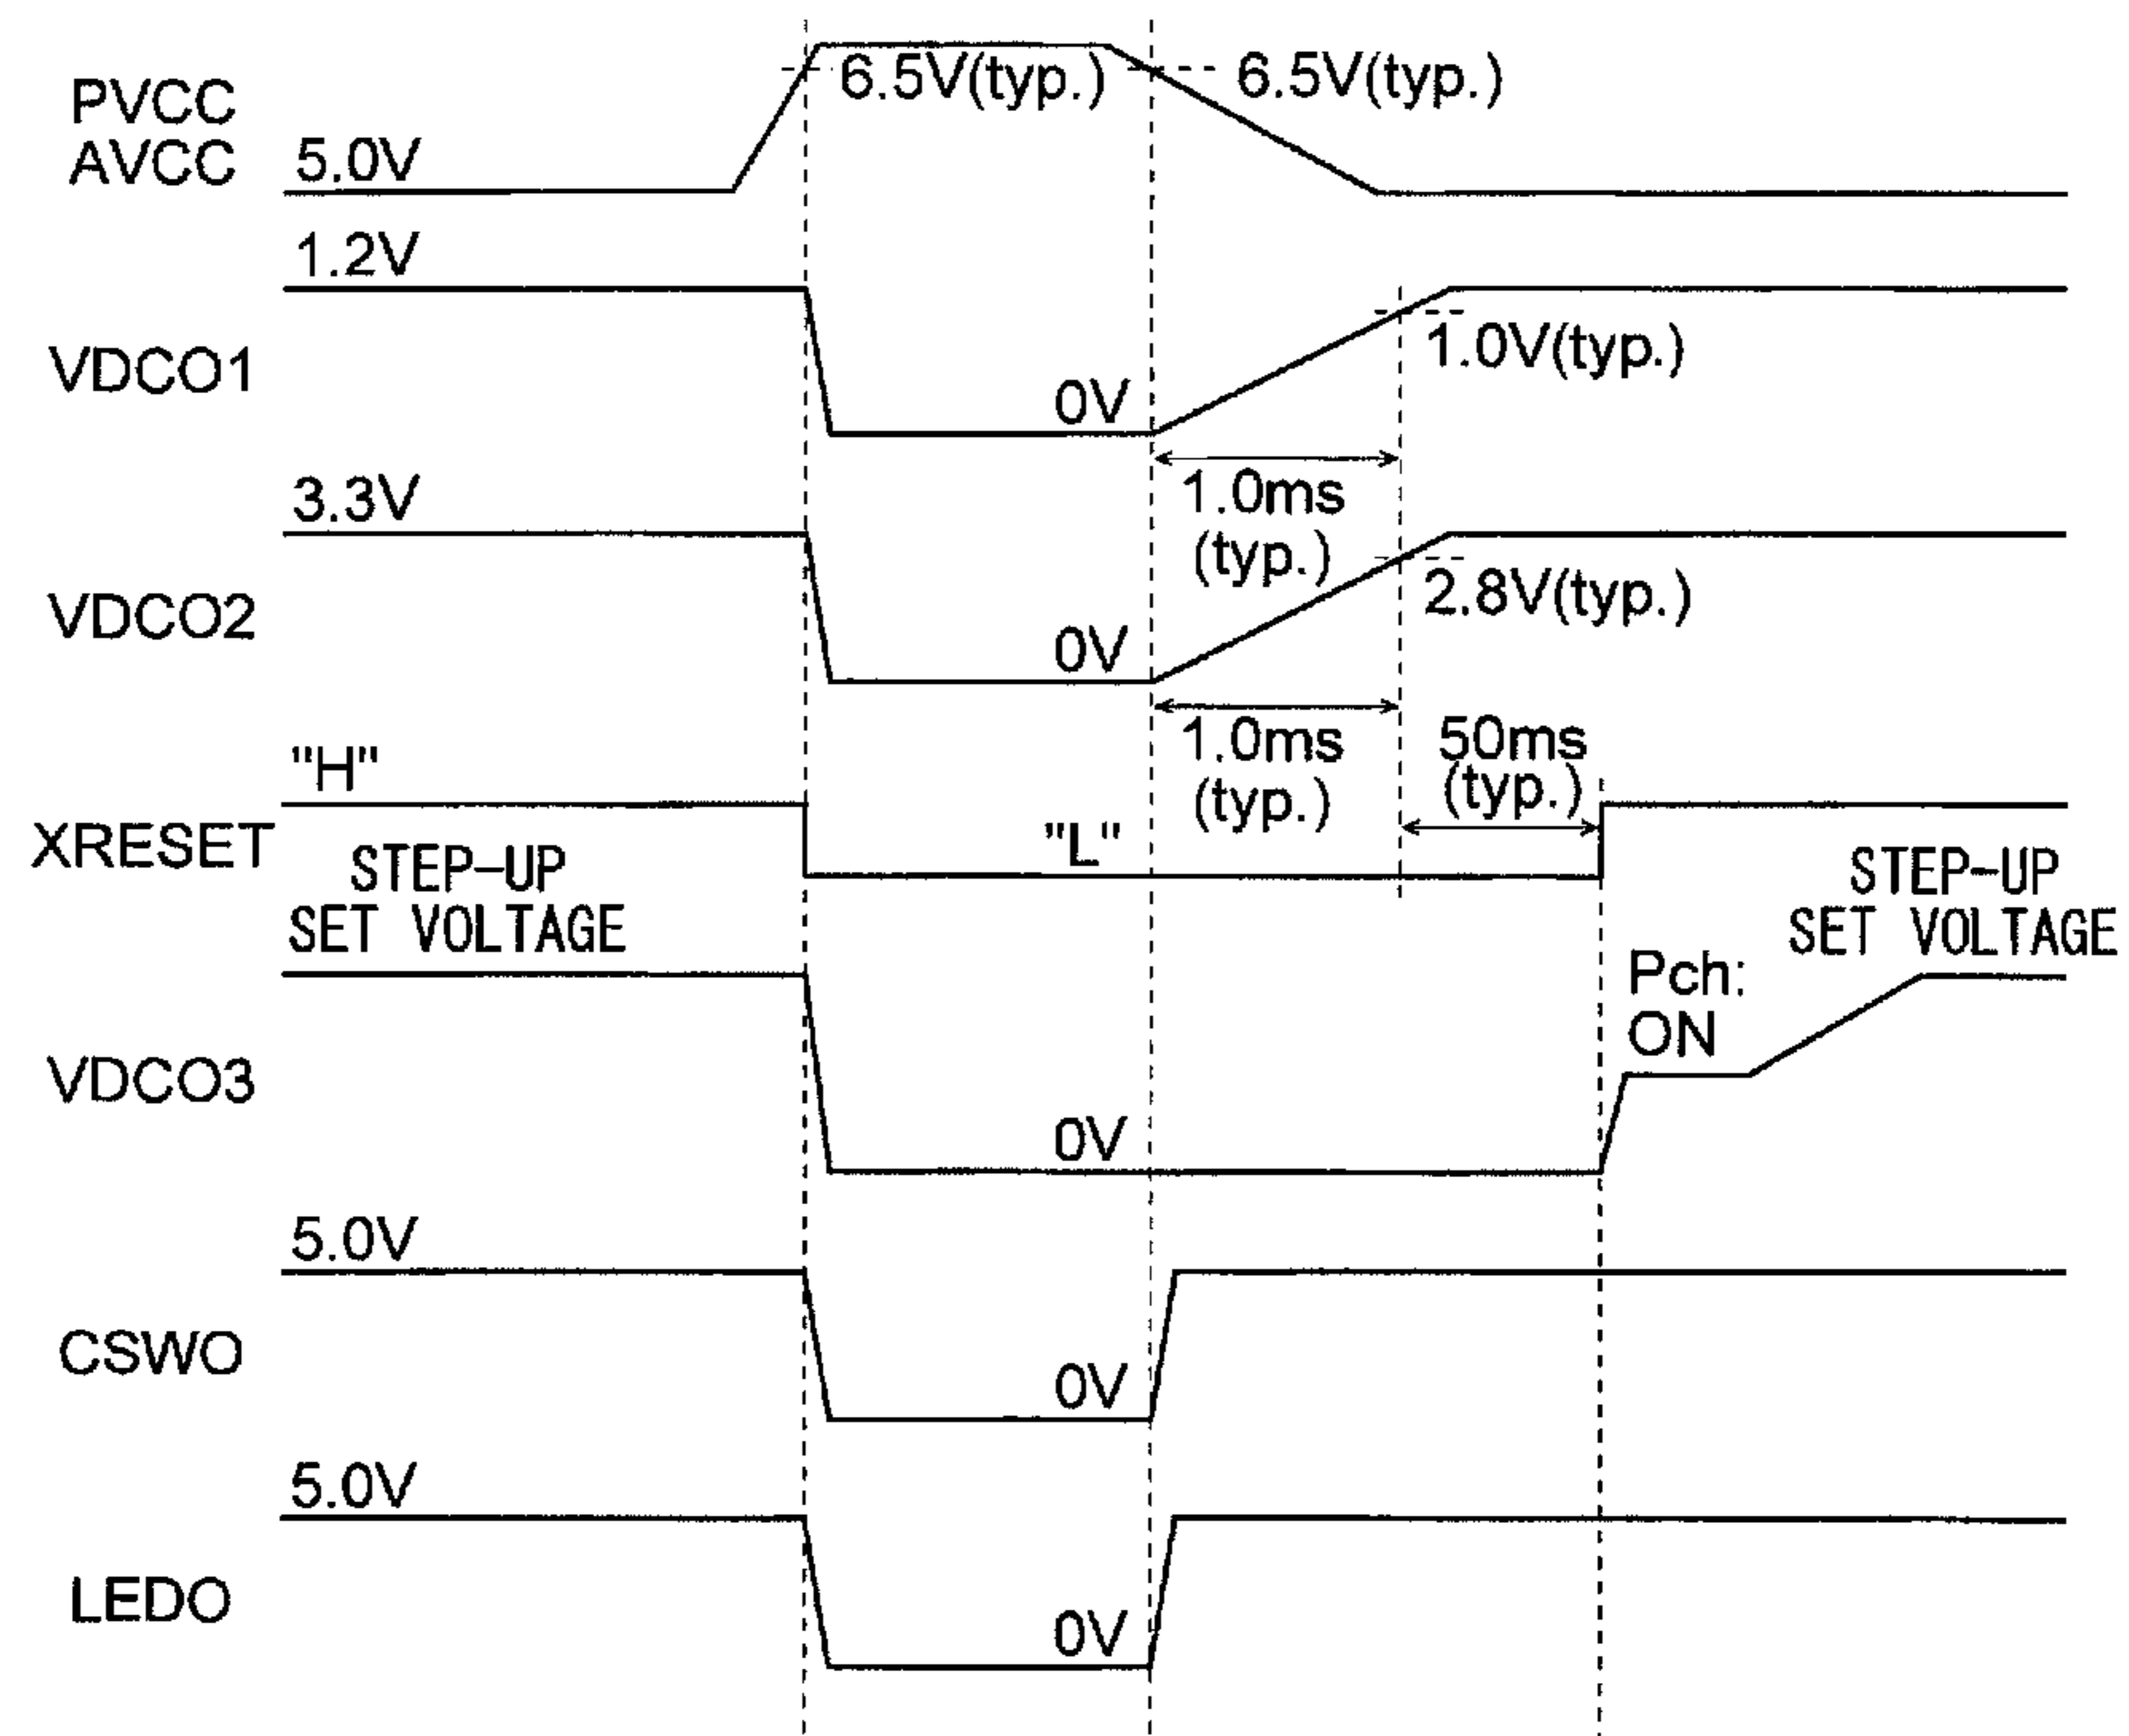 PVCC
AVCC
5.0V
6.5V(typ.)
6.5V(typ.)
1.2V
VDCO1
0V
1.0V(typ.)
1.0ms
(typ.)
3.3V
VDCO2
0V
2.8V(typ.)
1.0ms
(typ.)
50ms
(typ.)
"H"
XRESET
"L"
STEP-UP
SET VOLTAGE
STEP-UP
SET VOLTAGE
VDCO3
0V
Pch:
ON
5.0V
CSWO
0V
5.0V
LEDO
0V